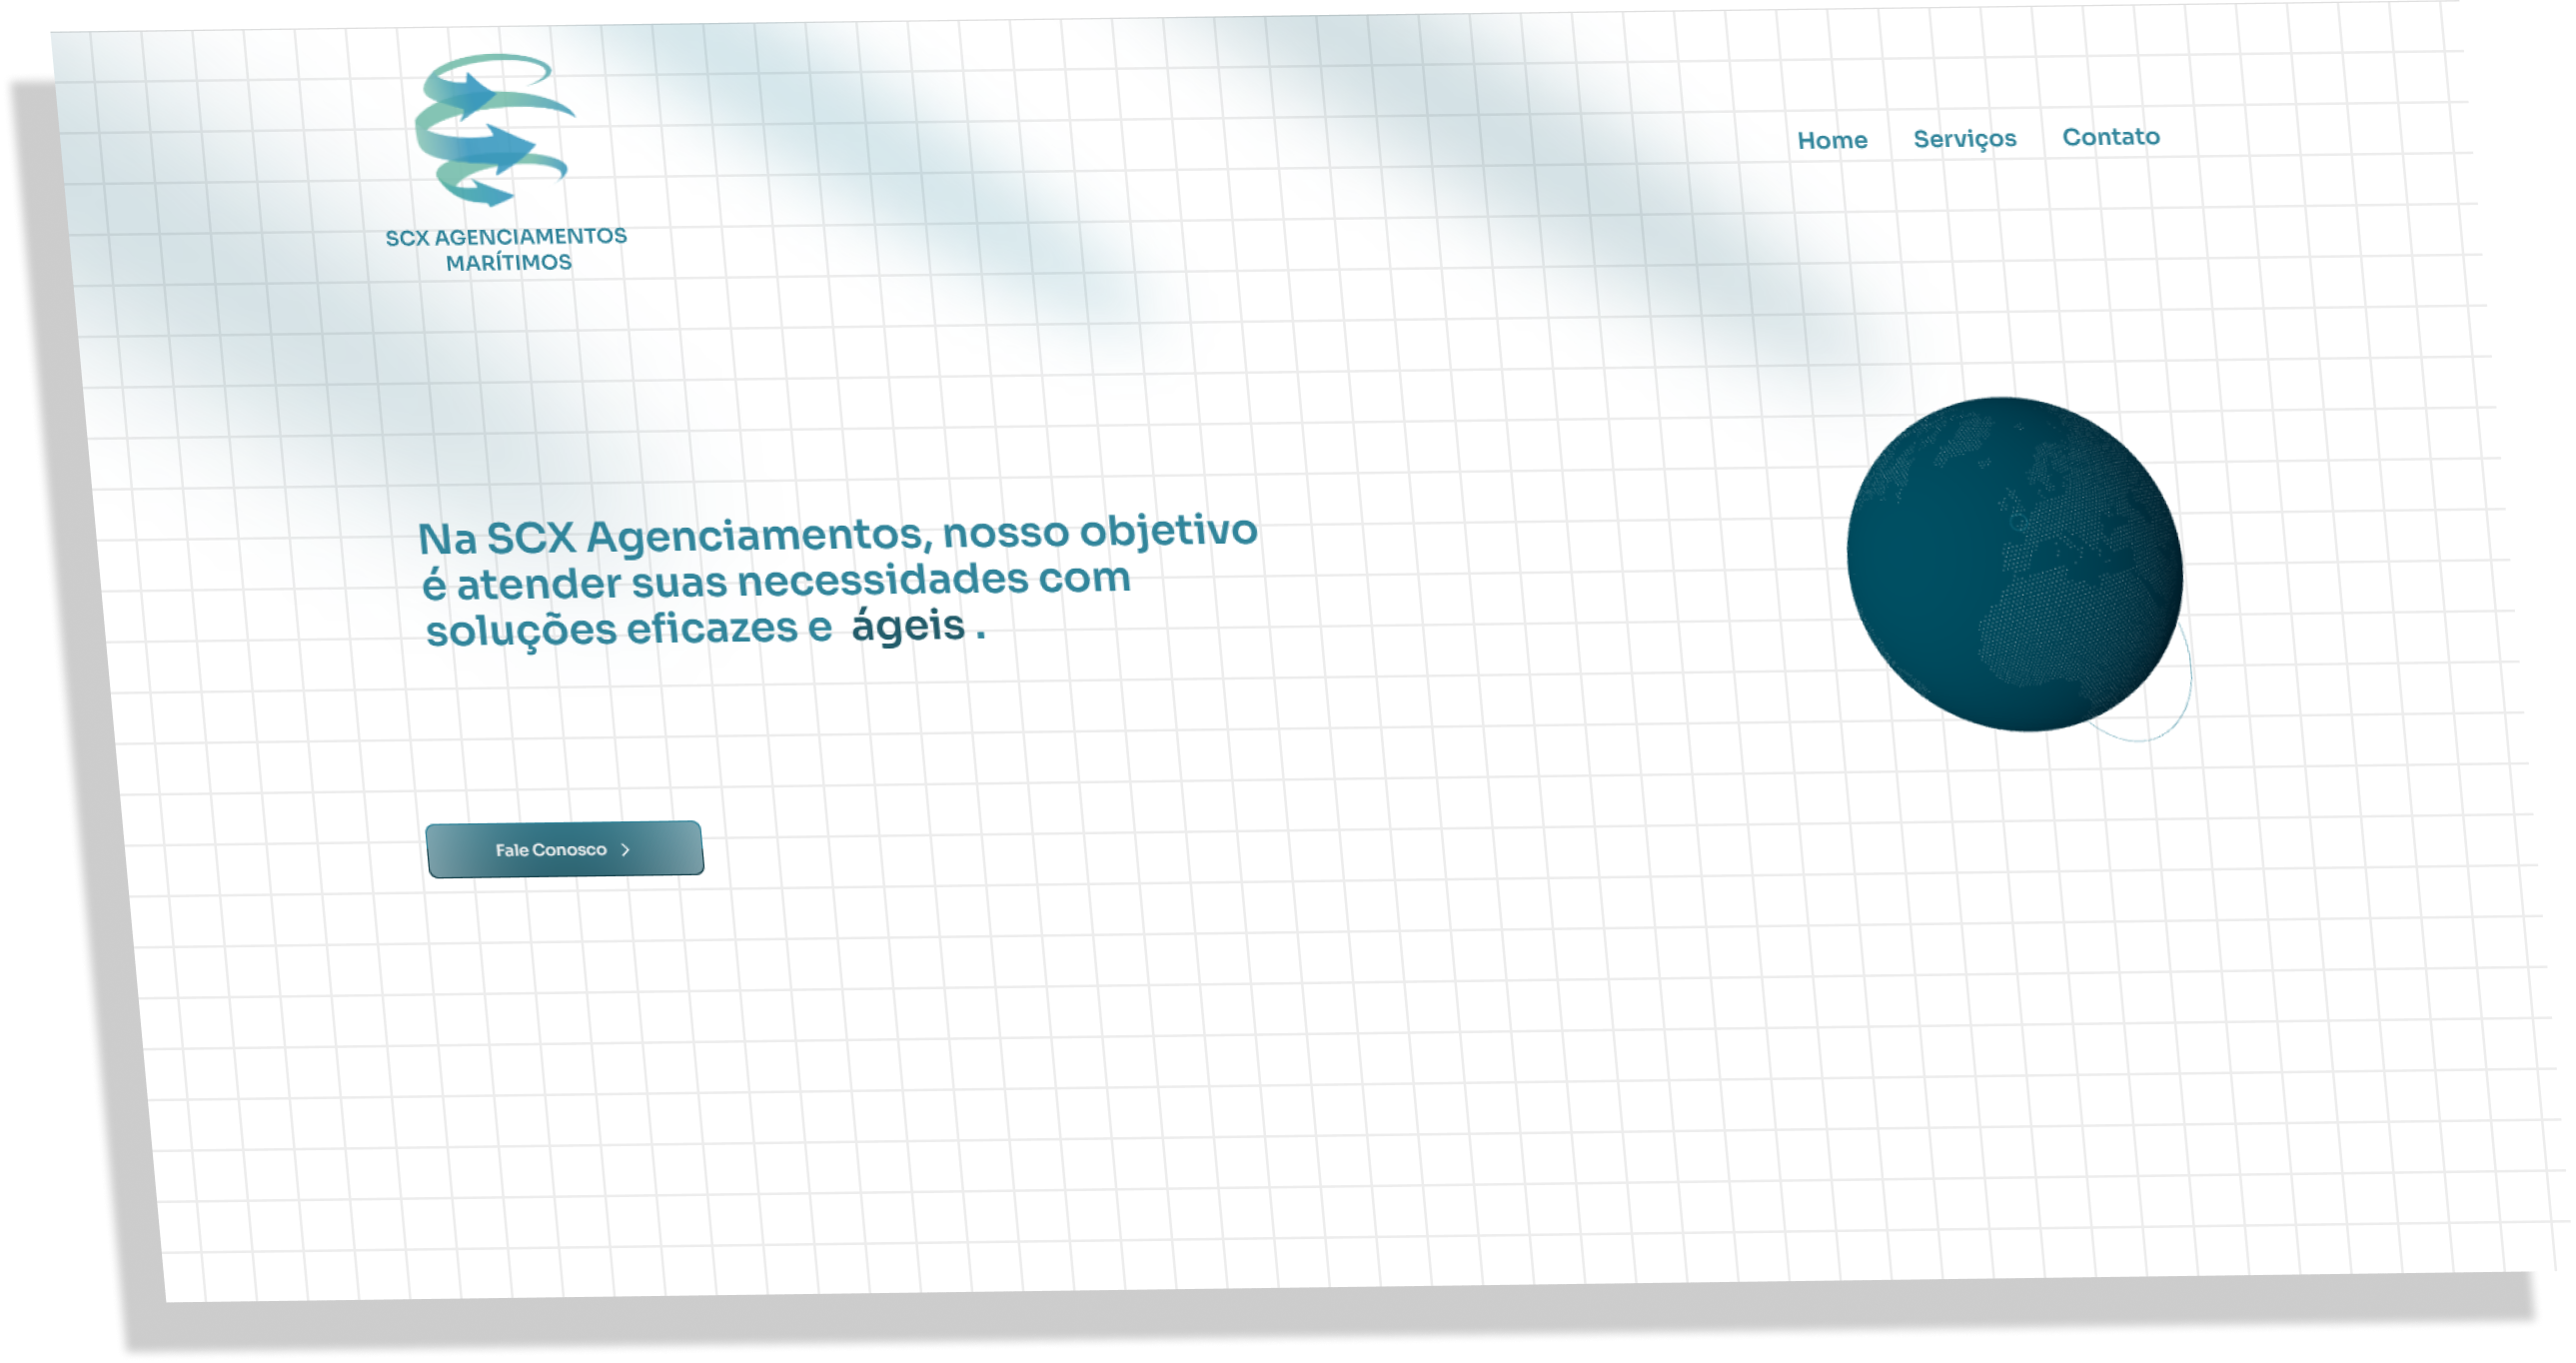 SCX AGENCIAMENTOS
MARÍTIMOS
Home Serviços Contato
Na SCX Agenciamentos, nosso objetivo
é atender suas necessidades com
soluções eficazes e ágeis .
Fale Conosco